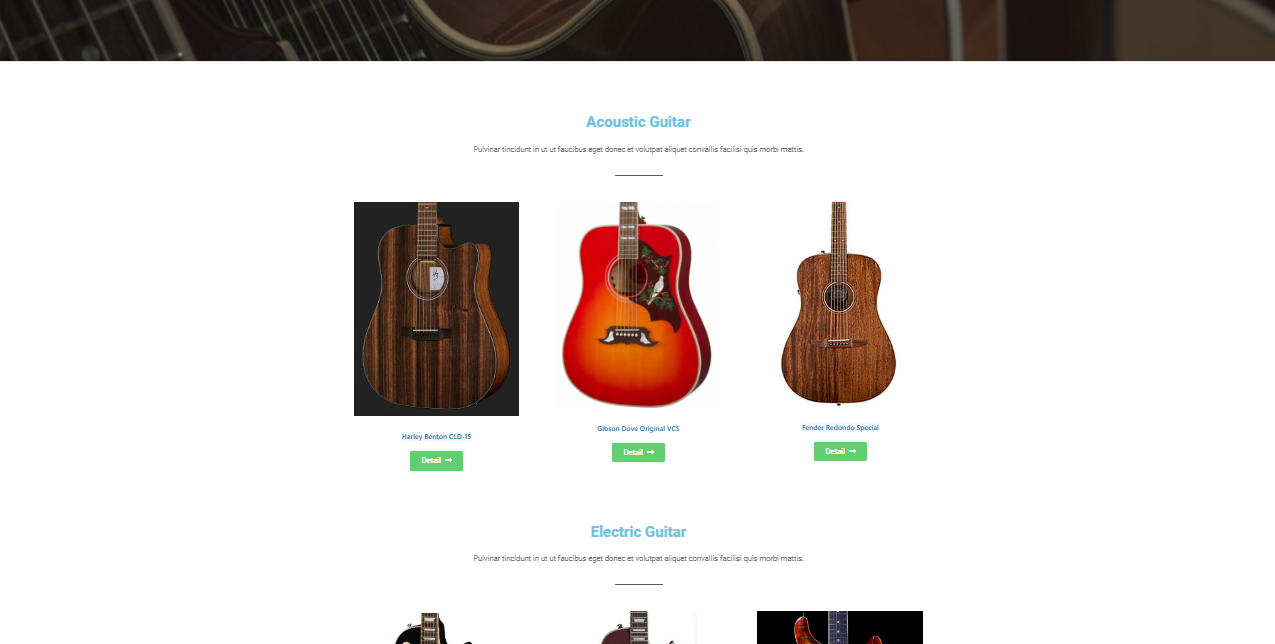 Acoustic Guitar
Pulvinar tincidunt in ut ut faucibus eget donec et volutpat aliquet convallis facilisi quis morbi mattis.
Harley Benton CLD-15
Gibson Dove Original VCS
Fender Redondo Special
Detail →
Detail →
Detail →
Electric Guitar
Pulvinar tincidunt in ut ut faucibus eget donec et volutpat aliquet convallis facilisi quis morbi mattis.